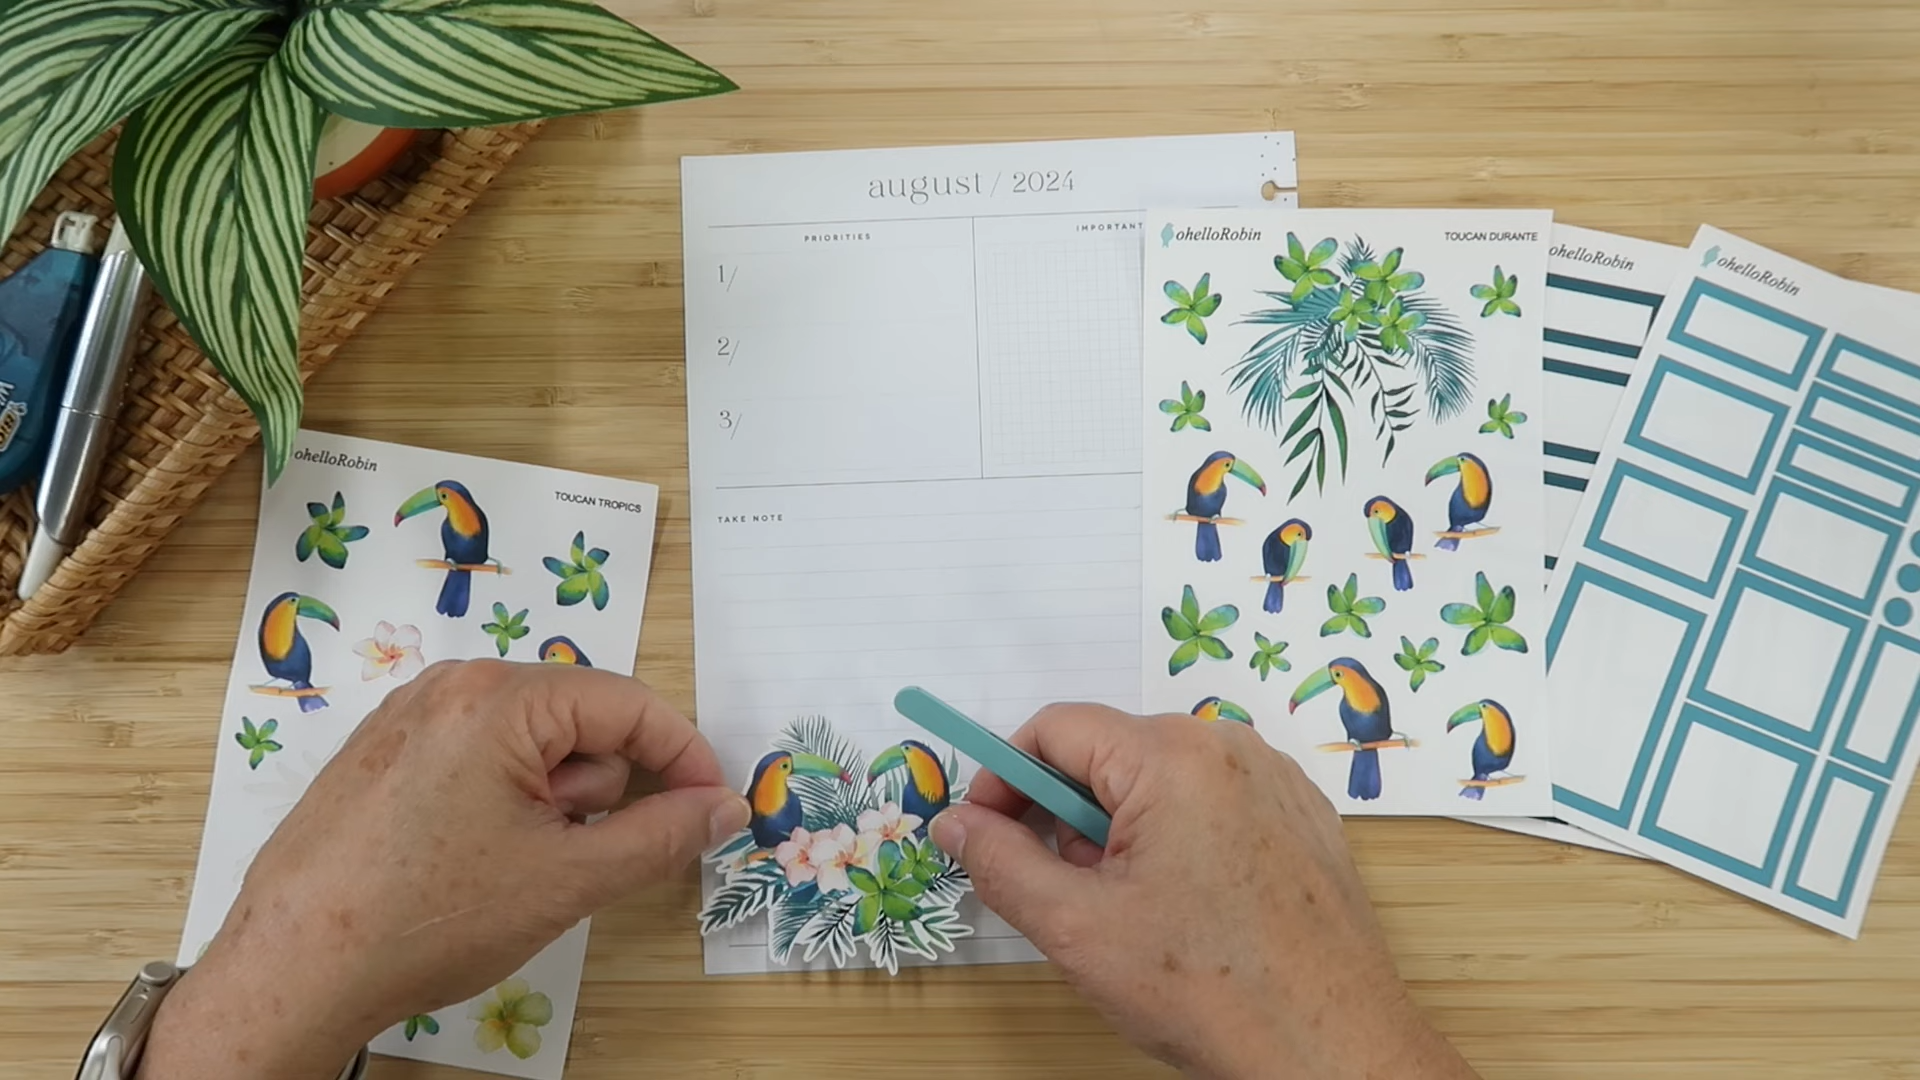 august / 2024
PRIORITIES
IMPORTANT
1/
2/
3/
TAKE NOTE
ohelloRobin
TOUCAN DURANTE
ohelloRobin
ohelloRobin
ohelloRobin
TOUCAN TROPICS